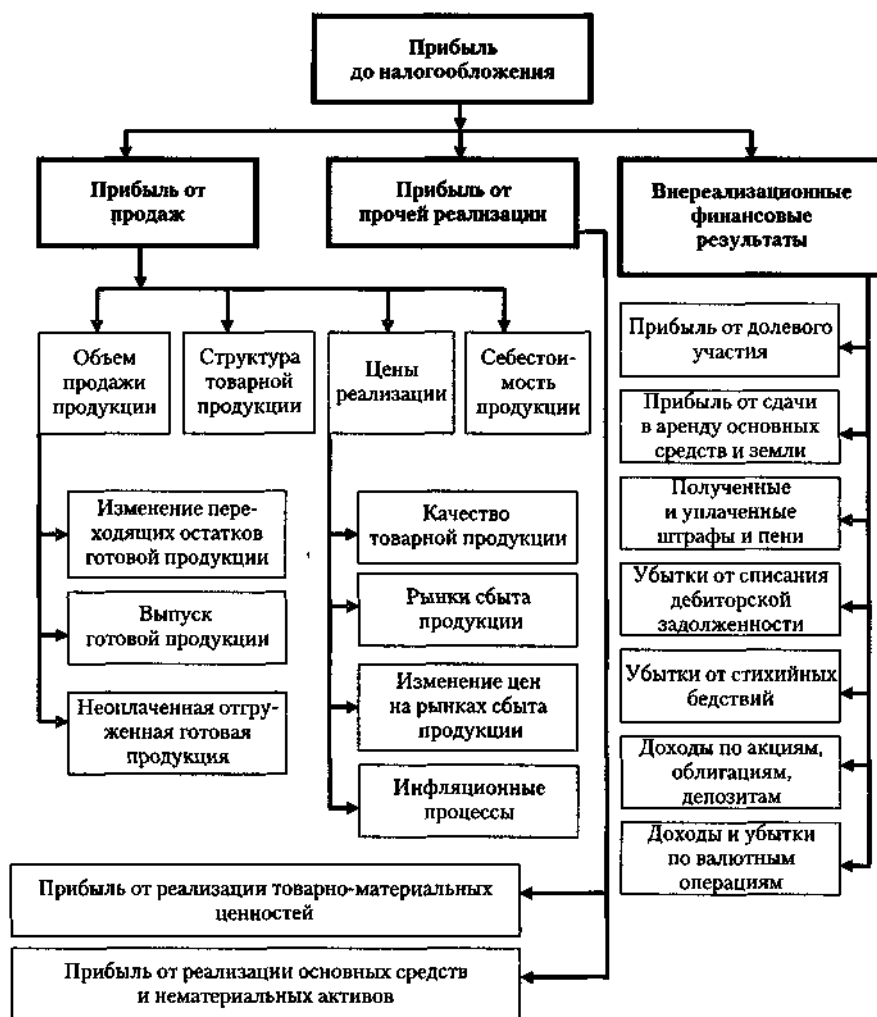 Прибыль
до налогообложения
Прибыль от
продаж
Прибыль от
прочей реализации
Внереализационные
финансовые
результаты
Объем
продажи
продукции
Структура
товарной
продукции
Цены
реализации
Себестои-
мость
продукции
Изменение пере-
ходящих остатков
готовой продукции
Выпуск
готовой продукции
Неоплаченная отгру-
женная готовая
продукция
Качество
товарной продукции
Рынки сбыта
продукции
Изменение цен
на рынках сбыта
продукции
Инфляционные
процессы
Прибыль от долевого
участия
Прибыль от сдачи
в аренду основных
средств и земли
Полученные
и уплаченные
штрафы и пени
Убытки от списания
дебиторской
задолженности
Убытки от стихийных
бедствий
Доходы по акциям,
облигациям,
депозитам
Доходы и убытки
по валютным
операциям
Прибыль от реализации товарно-материальных
ценностей
Прибыль от реализации основных средств
и нематериальных активов